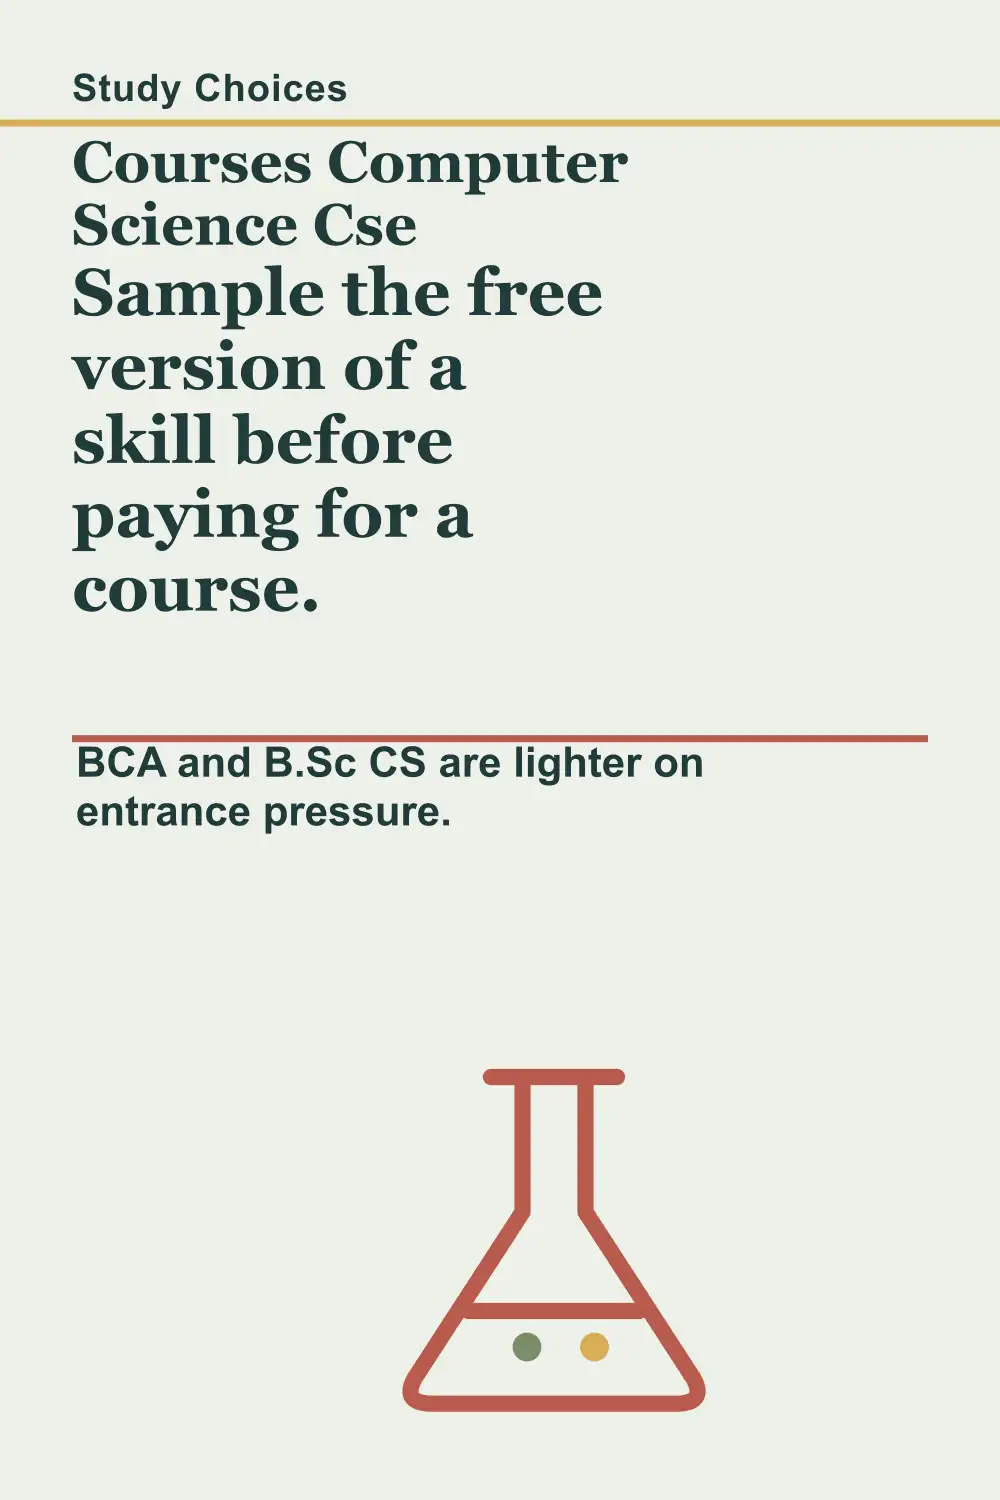 Study Choices
Courses Computer
Science Cse
Sample the free
version of a
skill before
paying for a
course.
BCA and B.Sc CS are lighter on
entrance pressure.